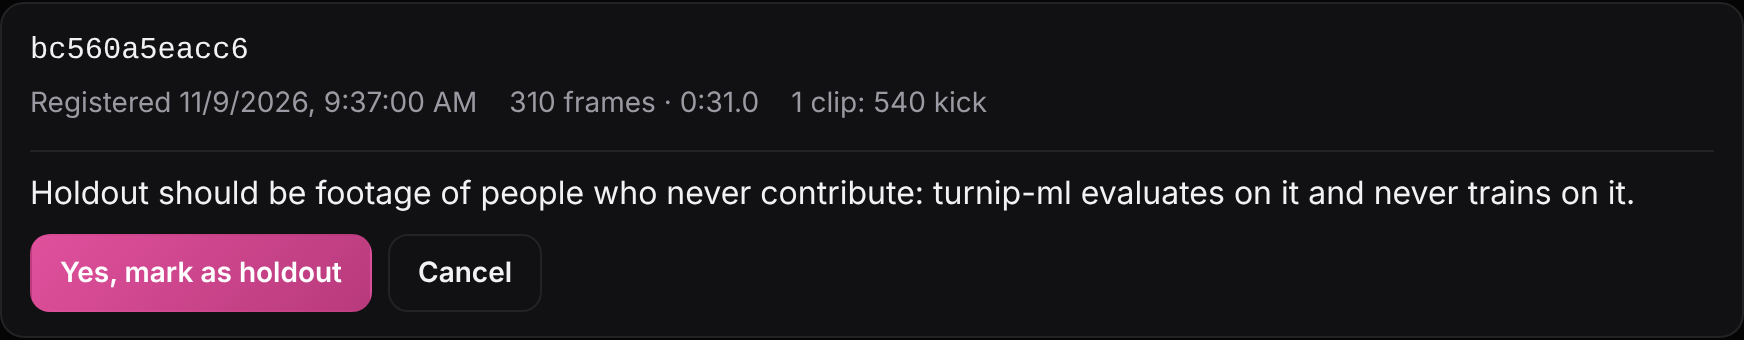 bc560a5eacc6
Registered 11/9/2026, 9:37:00 AM 310 frames · 0:31.0 1 clip: 540 kick
Holdout should be footage of people who never contribute: turnip-ml evaluates on it and never trains on it.
Yes, mark as holdout Cancel